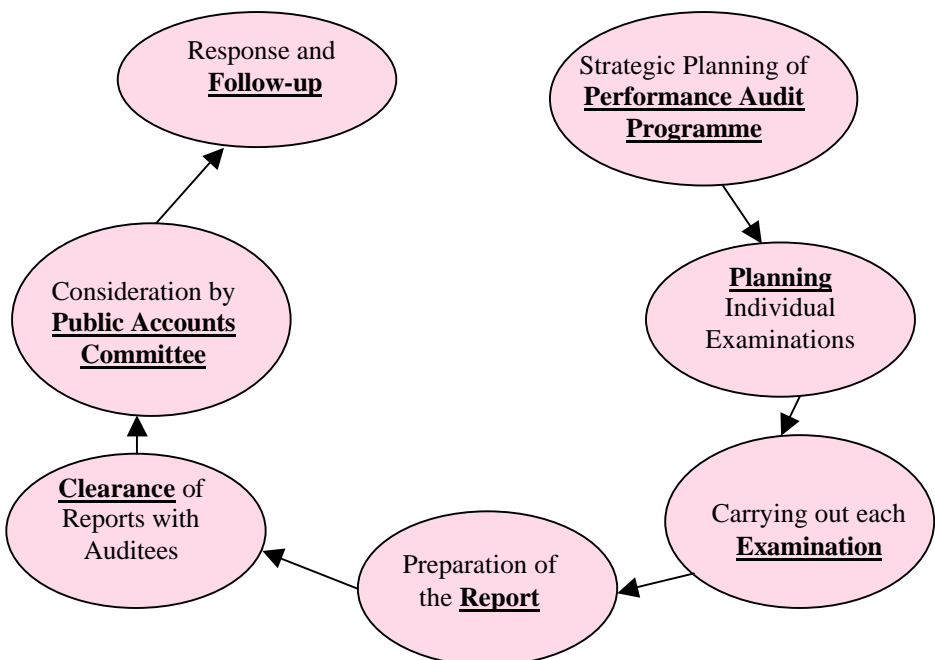 Response and
Follow-up
Strategic Planning of
Performance Audit
Programme
Planning
Individual
Examinations
Consideration by
Public Accounts
Committee
Clearance of
Reports with
Auditees
Carrying out each
Examination
Preparation of
the Report